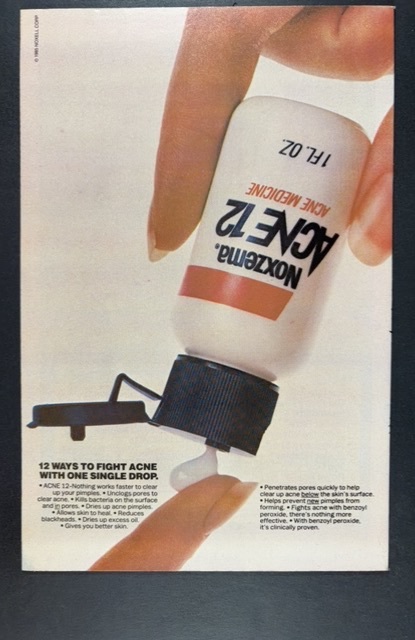 © 1985 NOXELL CORP.
1 FL. OZ.
ACNE MEDICINE
ACNE 12
Noxzema®
12 WAYS TO FIGHT ACNE
WITH ONE SINGLE DROP.
• ACNE 12-Nothing works faster to clear
up your pimples. • Unclogs pores to
clear acne. • Kills bacteria on the surface
and in pores. • Dries up acne pimples.
• Allows skin to heal. • Reduces
blackheads. • Dries up excess oil.
• Gives you better skin.
• Penetrates pores quickly to help
clear up acne below the skin's surface.
• Helps prevent new pimples from
forming. • Fights acne with benzoyl
peroxide, there's nothing more
effective. • With benzoyl peroxide,
it's clinically proven.